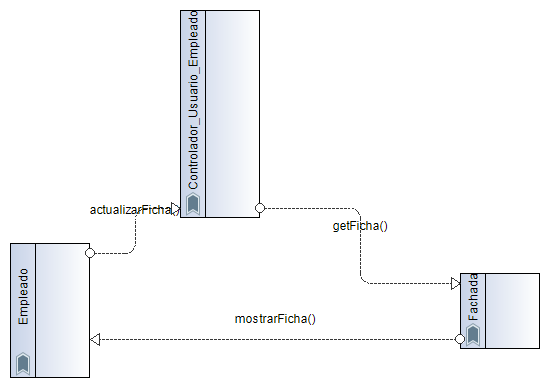 Controlador_Usuario_Empleado
actualizarFicha()
getFicha()
Empleado
Fachada
mostrarFicha()